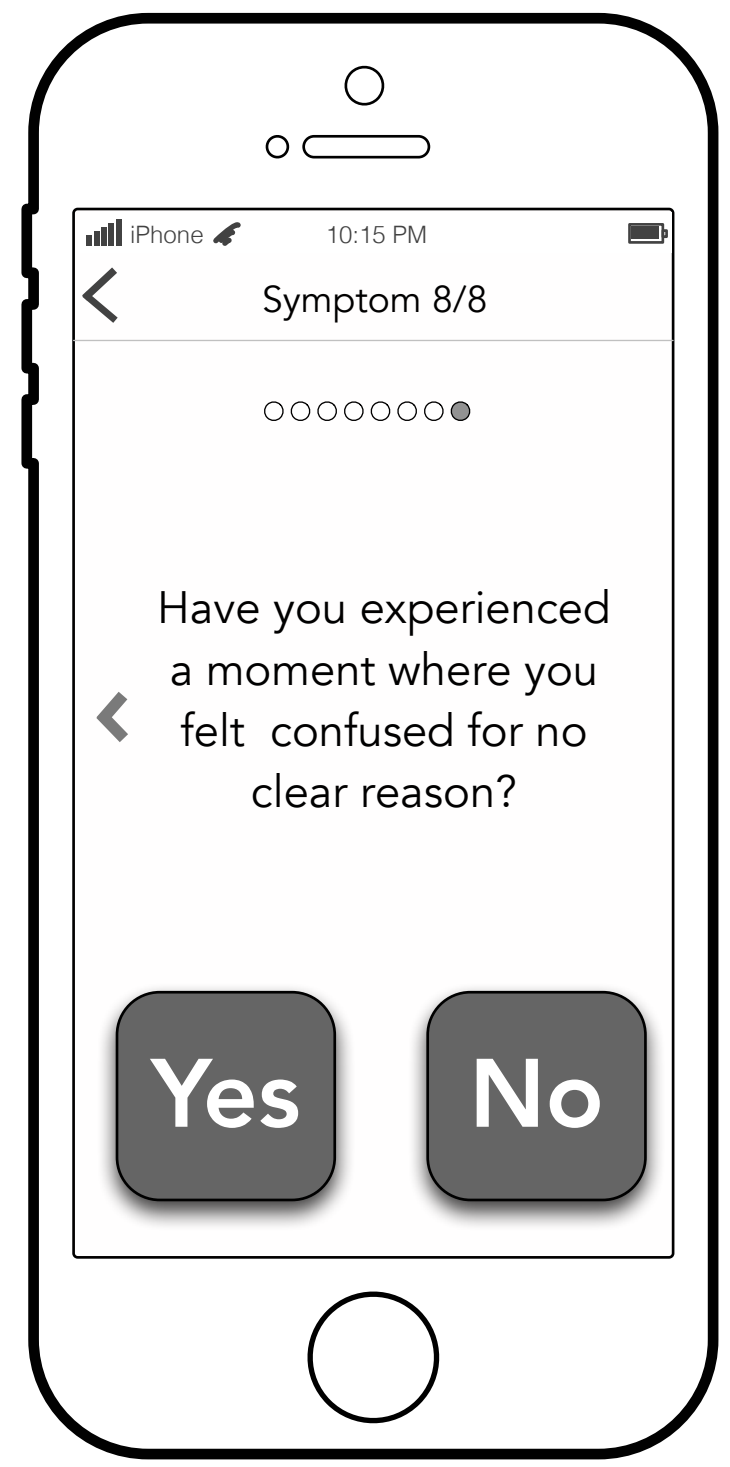 iPhone 10:15 PM
Symptom 8/8
Have you experienced
a moment where you
felt  confused for no
clear reason?
Yes No